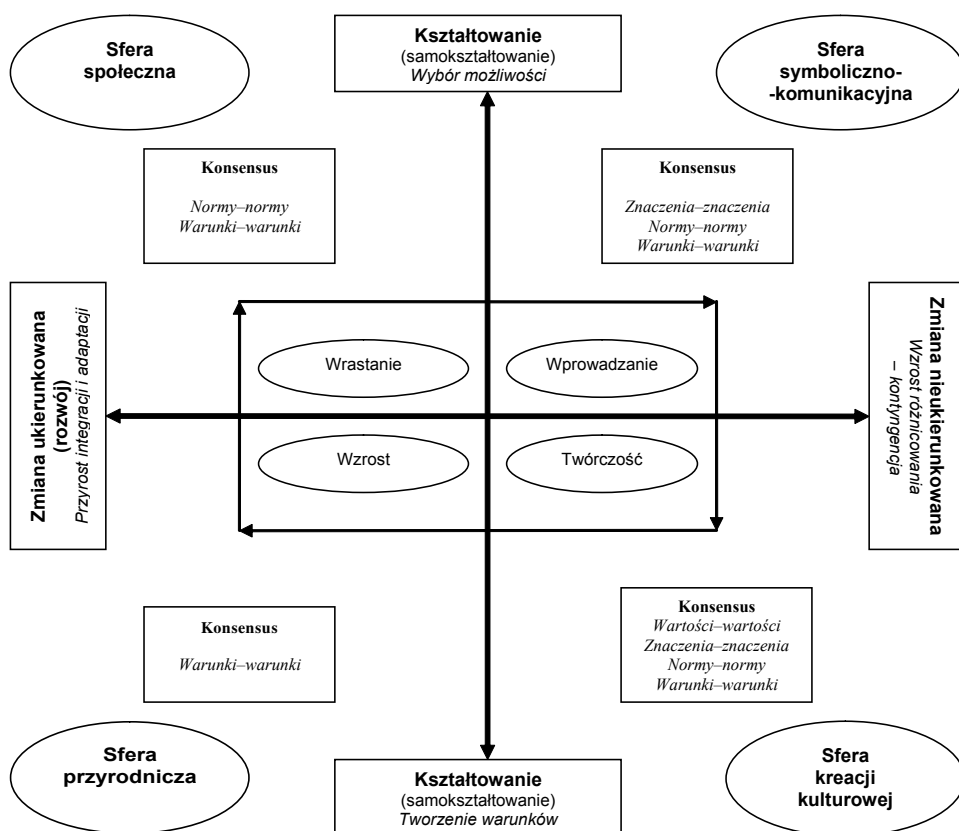 Sfera
społeczna
Kształtowanie
(samokształtowanie)
Wybór możliwości
Sfera
symboliczno-
-komunikacyjna
Konsensus
Normy–normy
Warunki–warunki
Konsensus
Znaczenia–znaczenia
Normy–normy
Warunki–warunki
Zmiana ukierunkowana
(rozwój)
Przyrost integracji i adaptacji
Wrastanie
Wprowadzanie
Wzrost
Twórczość
Zmiana nieukierunkowana
Wzrost różnicowania
– kontyngencja
Konsensus
Warunki–warunki
Konsensus
Wartości–wartości
Znaczenia–znaczenia
Normy–normy
Warunki–warunki
Sfera
przyrodnicza
Kształtowanie
(samokształtowanie)
Tworzenie warunków
Sfera
kreacji
kulturowej